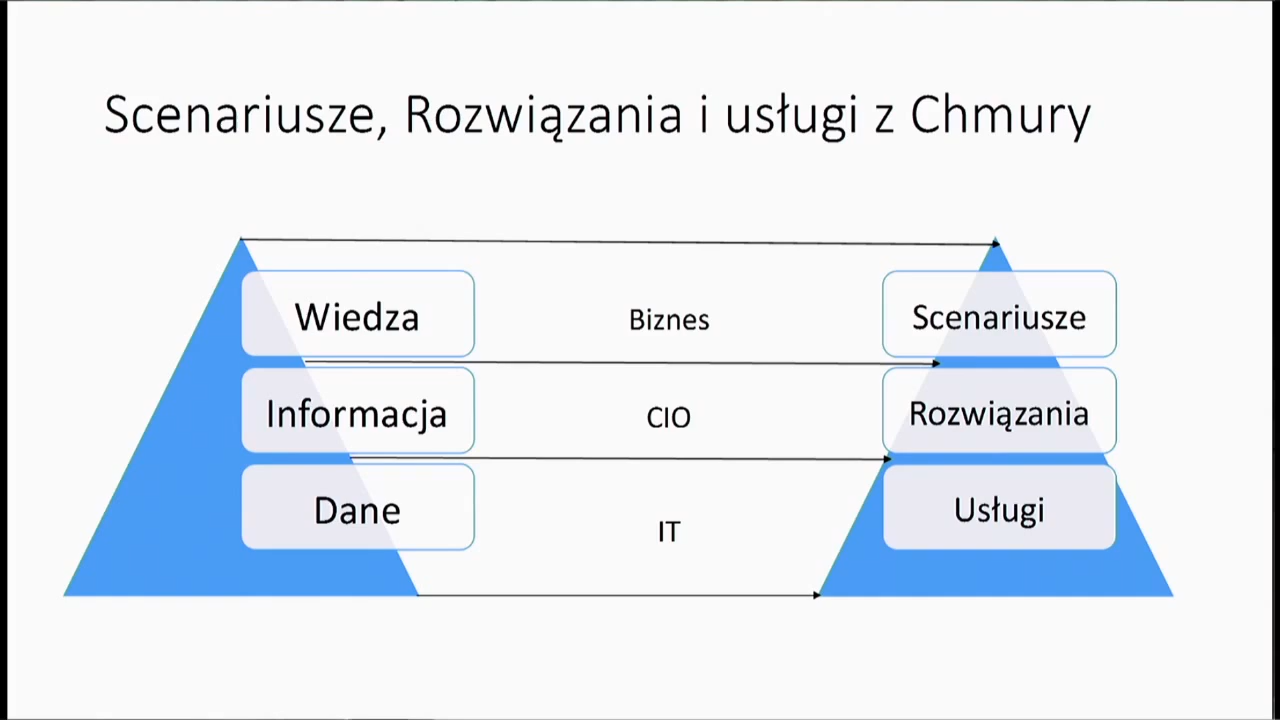 Scenariusze, Rozwiązania i usługi z Chmury
Wiedza
Biznes
Scenariusze
Informacja
CIO
Rozwiązania
Dane
IT
Usługi